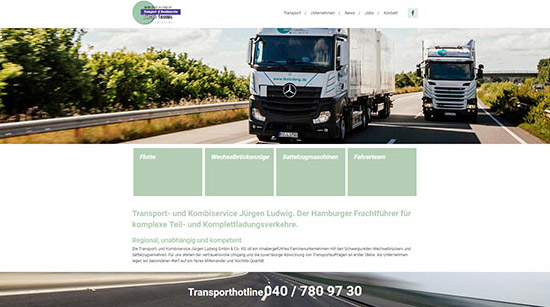 Transport / Unternehmen / News / Jobs / Kontakt
Flotte
Wechselbrückenzüge
Sattelzugmaschinen
Fahrerteam
Transport- und Kombiservice Jürgen Ludwig. Der Hamburger Frachtführer für
komplexe Teil- und Komplettladungsverkehre.
Regional, unabhängig und kompetent
Die Transport- und Kombiservice Jürgen Ludwig GmbH & Co. KG ist ein inhabergeführtes Familienunternehmen mit den Schwerpunkten Wechselbrücken- und
Sattelzugverkehren. Für uns stehen der vertrauensvolle Umgang und die zuverlässige Abwicklung von Transportaufträgen an erster Stelle. Als Unternehmen
legen wir besonderen Wert auf ein faires Miteinander und höchste Qualität.
Transporthotline 040 / 780 97 30